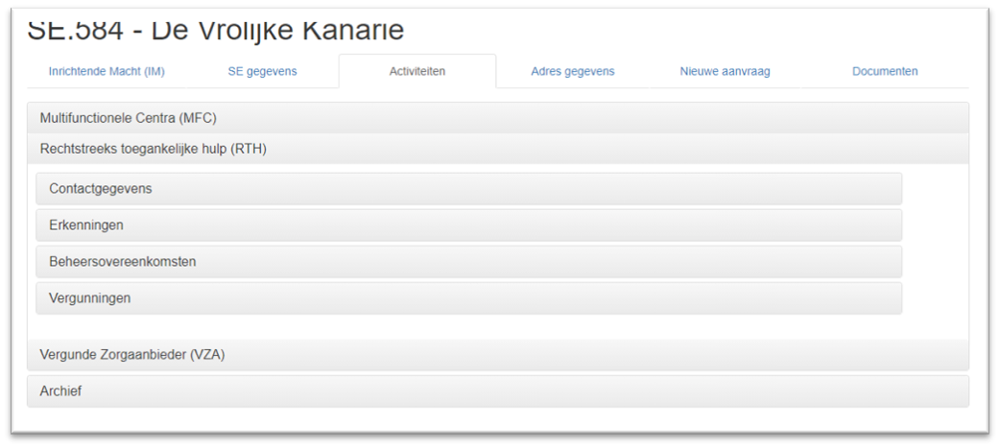 SE.584 - De Vrolijke Kanarie
Inrichtende Macht (IM) SE gegevens Activiteiten Adres gegevens Nieuwe aanvraag Documenten
Multifunctionele Centra (MFC)
Rechtstreeks toegankelijke hulp (RTH)
Contactgegevens
Erkenningen
Beheersovereenkomsten
Vergunningen
Vergunde Zorgaanbieder (VZA)
Archief